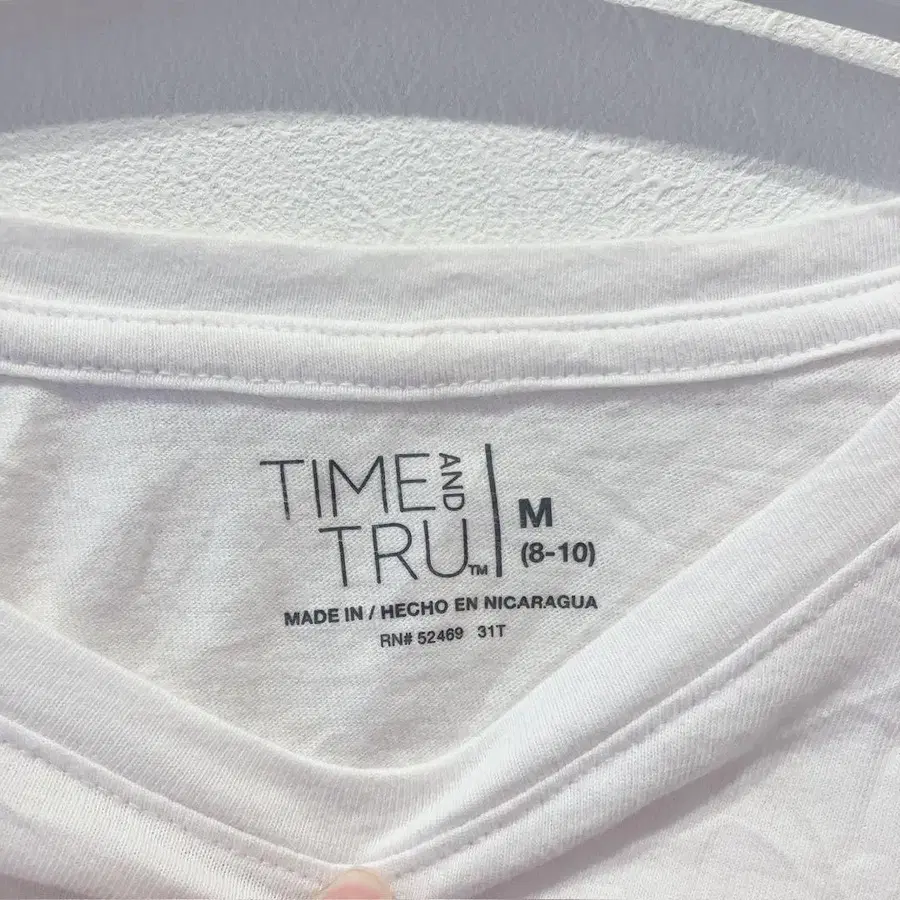 TIME AND
TRU™
M
(8-10)
MADE IN / HECHO EN NICARAGUA
RN# 52469 31T